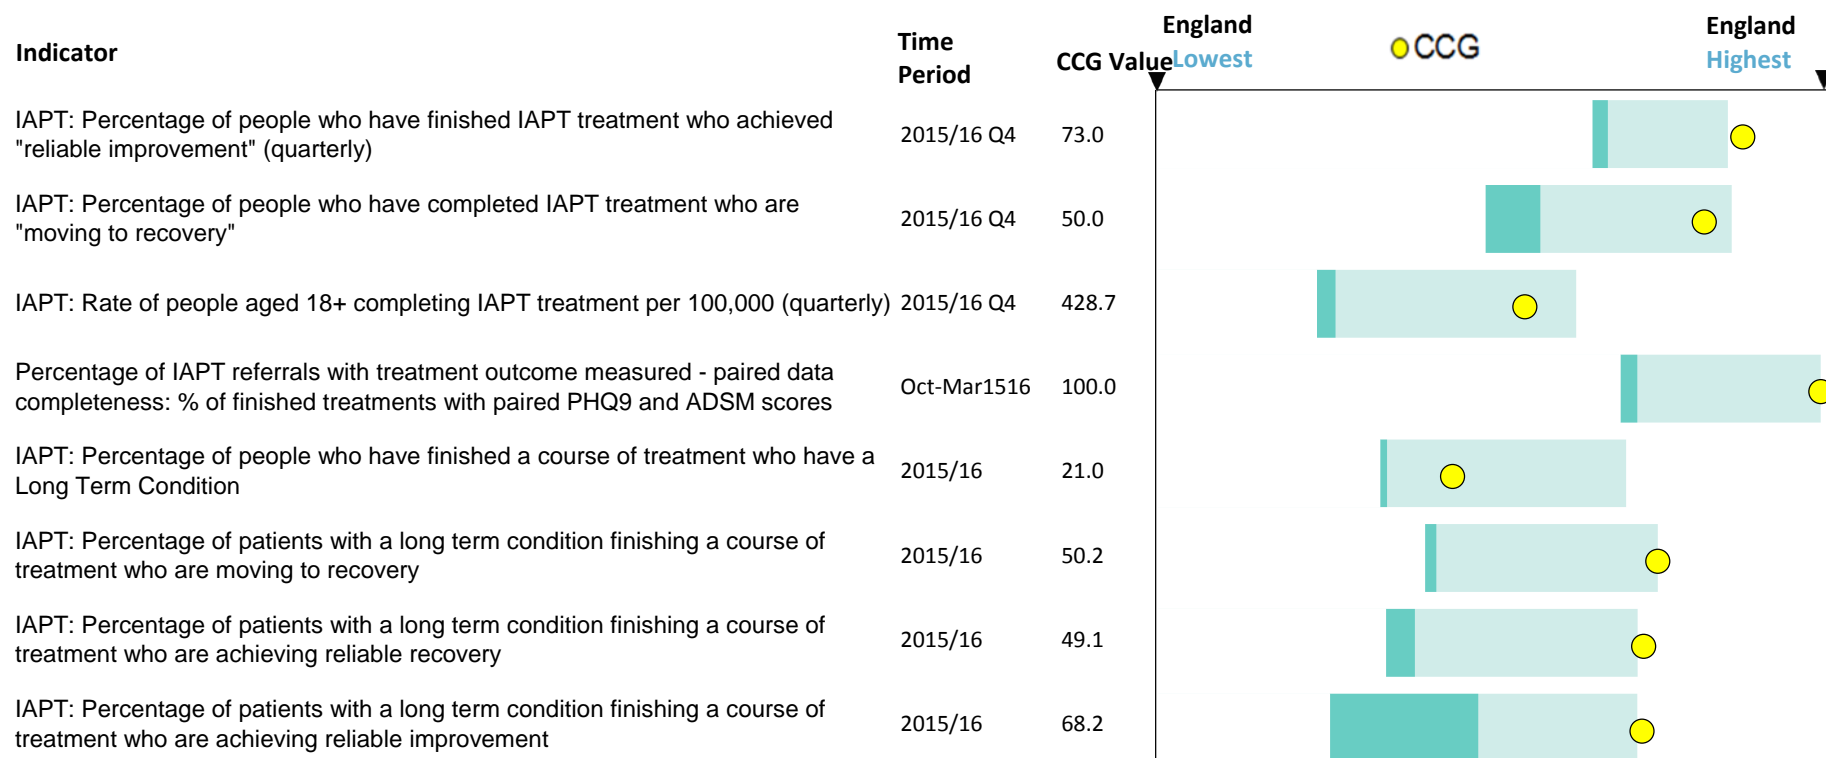 Indicator
Time
Period
CCG Value
England
Lowest
CCG
England
Highest
IAPT: Percentage of people who have finished IAPT treatment who achieved
"reliable improvement" (quarterly)
2015/16 Q4
73.0
IAPT: Percentage of people who have completed IAPT treatment who are
"moving to recovery"
2015/16 Q4
50.0
IAPT: Rate of people aged 18+ completing IAPT treatment per 100,000 (quarterly)
2015/16 Q4
428.7
Percentage of IAPT referrals with treatment outcome measured - paired data
completeness: % of finished treatments with paired PHQ9 and ADSM scores
Oct-Mar1516
100.0
IAPT: Percentage of people who have finished a course of treatment who have a
Long Term Condition
2015/16
21.0
IAPT: Percentage of patients with a long term condition finishing a course of
treatment who are moving to recovery
2015/16
50.2
IAPT: Percentage of patients with a long term condition finishing a course of
treatment who are achieving reliable recovery
2015/16
49.1
IAPT: Percentage of patients with a long term condition finishing a course of
treatment who are achieving reliable improvement
2015/16
68.2